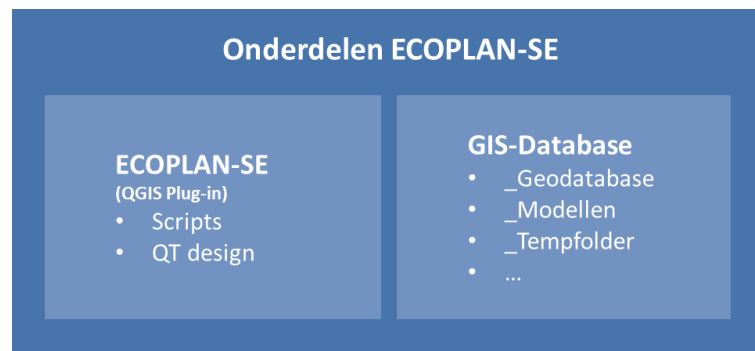 Onderdelen ECOPLAN-SE
ECOPLAN-SE
(QGIS Plug-in)
• Scripts
• QT design
GIS-Database
• _Geodatabase
• _Modellen
• _Tempfolder
• ...